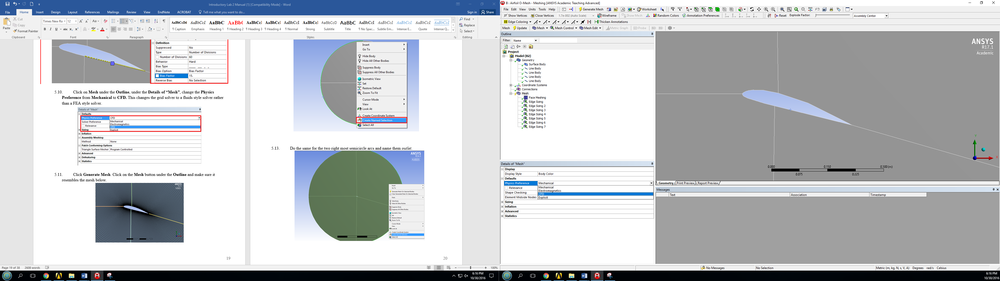 Introductory Lab 2 Manual (1) [Compatibility Mode] - Word
File Home Insert Draw Design Layout References Mailings Review View EndNote ACROBAT Tell me what you want to do... Sign in Share
Paste
Cut
Copy
Format Painter
Clipboard
Times New Ro 12
Font
Paragraph
AaBbCcDd AaBbCcI AaBbC AaBb( AaBbCcl AaBbCcI AaBbCcI AaBbCcl AaBbCcD AaBbC AaBbCcI AaBbCcL AaBbCcI AaBbCcL AaBbCcI
¶ Caption Emphasis Heading 1 ¶ Heading 2 ¶ Heading 3 ¶ Heading 4 ¶ Normal Strong Subtitle Title ¶ No Spac... Subtle Em... Intense E... Quote Intense Q...
Styles
Find
Replace
Select
Editing
Definition
Suppressed No
Type Number of Divisions
Number of Divisions 60
Behavior Hard
Bias Type
Bias Option Bias Factor
Bias Factor 15.
Reverse Bias No Selection
5.10. Click on Mesh under the Outline, under the Details of “Mesh”, change the Physics
Preference from Mechanical to CFD. This changes the grid solver to a fluids style solver rather
than a FEA style solver.
Details of "Mesh"
Defaults
Physics Preference CFD
Solver Preference Mechanical
Electromagnetics
Relevance CFD
Sizing Explicit
Inflation
Assembly Meshing
Method None
Patch Conforming Options
Triangle Surface Mesher Program Controlled
Advanced
Defeaturing
Statistics
5.11. Click Generate Mesh. Click on the Mesh button under the Outline and make sure it
resembles the mesh below.
ANSYS
19
Insert
Go To
Hide Body
Hide All Other Bodies
Suppress Body
Suppress All Other Bodies
Isometric View
Set
Restore Default
Zoom To Fit
Cursor Mode
View
Look At
Create Coordinate System
Create Named Selection
Select All
5.13. Do the same for the two right most semicircle arcs and name them outlet.
ANSYS
R14.5
Academic
Insert
Go To
Generate Mesh On Selected Bodies
Clear Generated Data On Selected Bodies
Parts
Hide Body
Hide All Other Bodies
Suppress Body
Suppress All Other Bodies
Isometric View
Set
Restore Default
Zoom To Fit
Cursor Mode
View
Look At
Create Coordinate System
Create Named Selection
Select All
20
Page 19 of 38 2608 words 100%
6:16 PM
10/30/2016
B : Airfoil O-Mesh - Meshing [ANSYS Academic Teaching Advanced]
File Edit View Units Tools Help Generate Mesh Worksheet
Show Vertices Close Vertices 1.7e-002 (Auto Scale) Wireframe Show Mesh Random Colors Annotation Preferences Reset Explode Factor: Assembly Center
Edge Coloring Thicken Annotations
Mesh Update Mesh Mesh Control Mesh Edit Metric Graph Probe
Outline
Filter: Name
Project
Model (B2)
Geometry
Surface Body
Line Body
Line Body
Line Body
Line Body
Coordinate Systems
Connections
Mesh
Face Meshing
Edge Sizing
Edge Sizing 2
Edge Sizing 3
Edge Sizing 4
Edge Sizing 5
Edge Sizing 6
Edge Sizing 7
Details of "Mesh"
Display
Display Style Body Color
Defaults
Physics Preference Mechanical
Mechanical
Relevance
Electromagnetics
Shape Checking CFD
Element Midside Nodes Explicit
Sizing
Inflation
Advanced
Statistics
ANSYS
R17.1
Academic
Y
X
0.000 0.150 0.300 (m)
0.075 0.225
Geometry Print Preview Report Preview
Messages
Text Association Timestamp
No Messages No Selection Metric (m, kg, N, s, V, A) Degrees rad/s Celsius
6:16 PM
10/30/2016